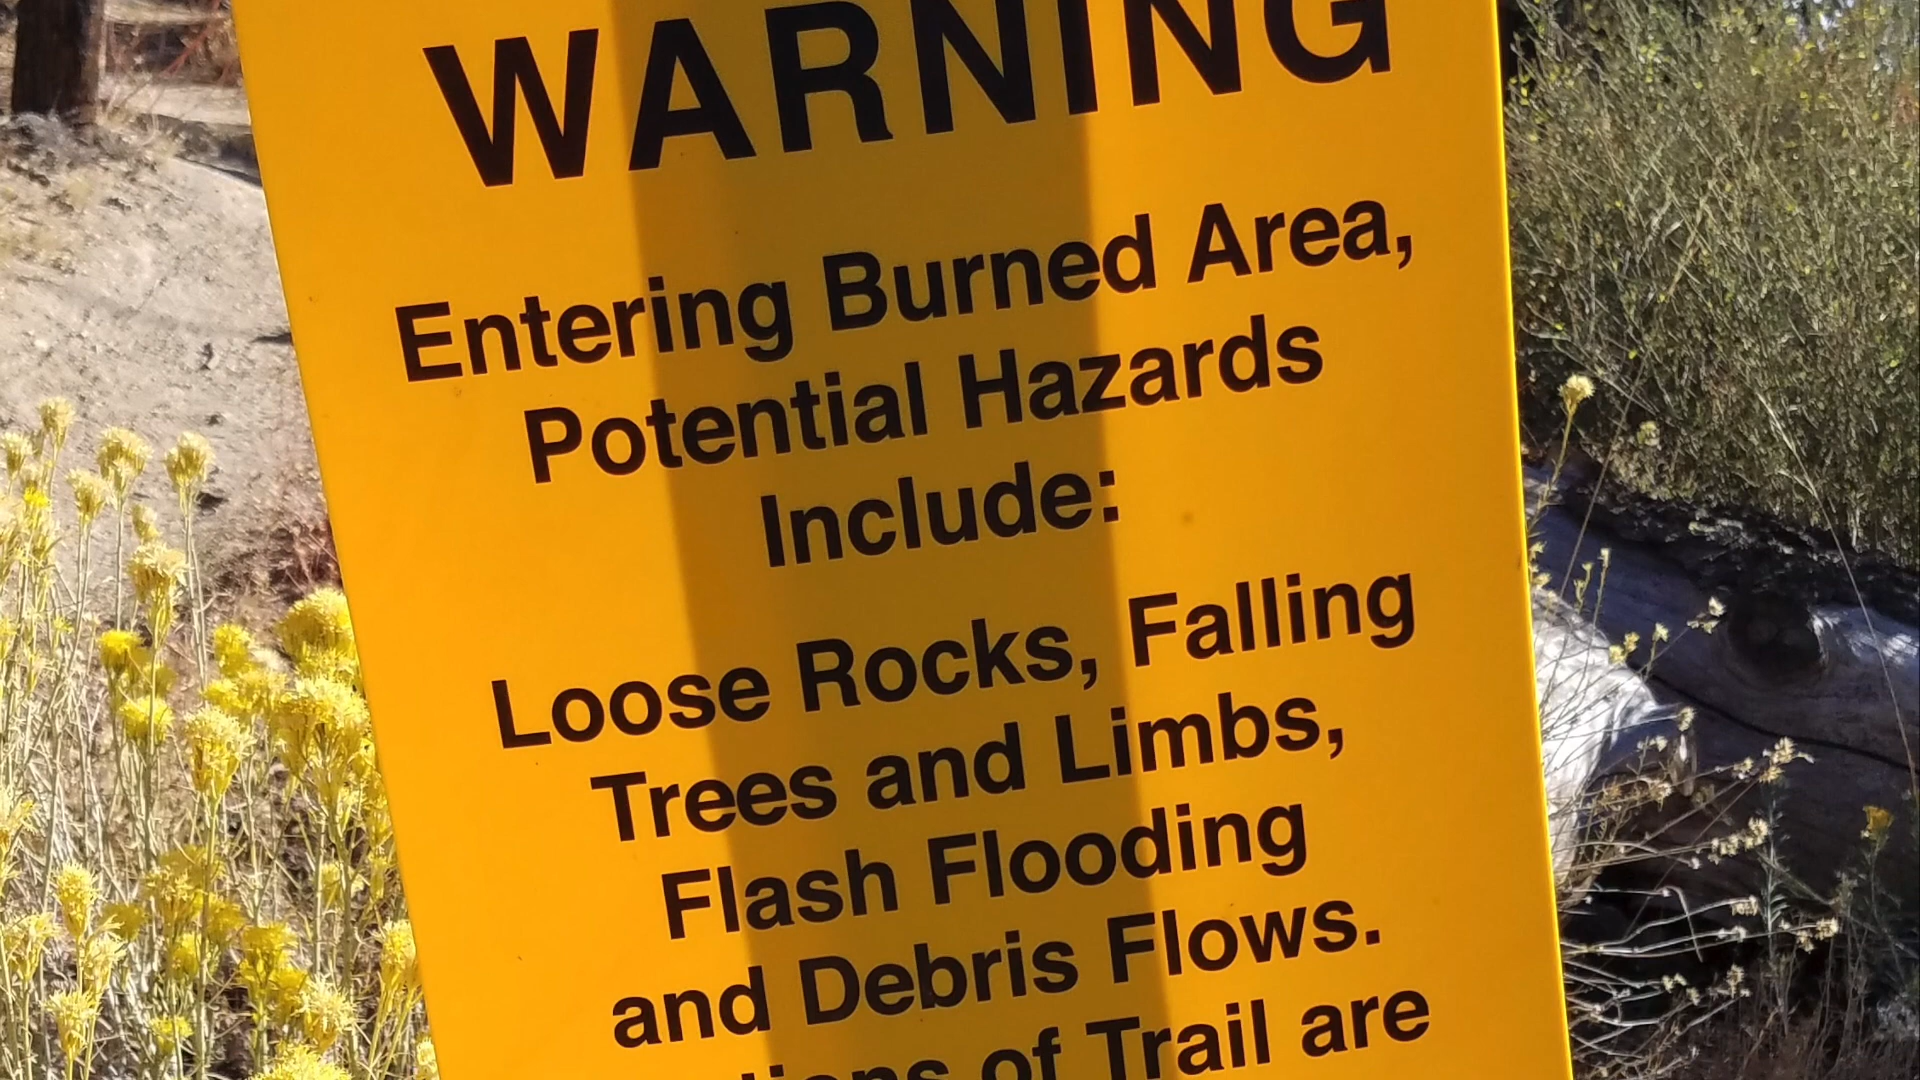 WARNING
Entering Burned Area,
Potential Hazards
Include:
Loose Rocks, Falling
Trees and Limbs,
Flash Flooding
and Debris Flows.
of Trail are